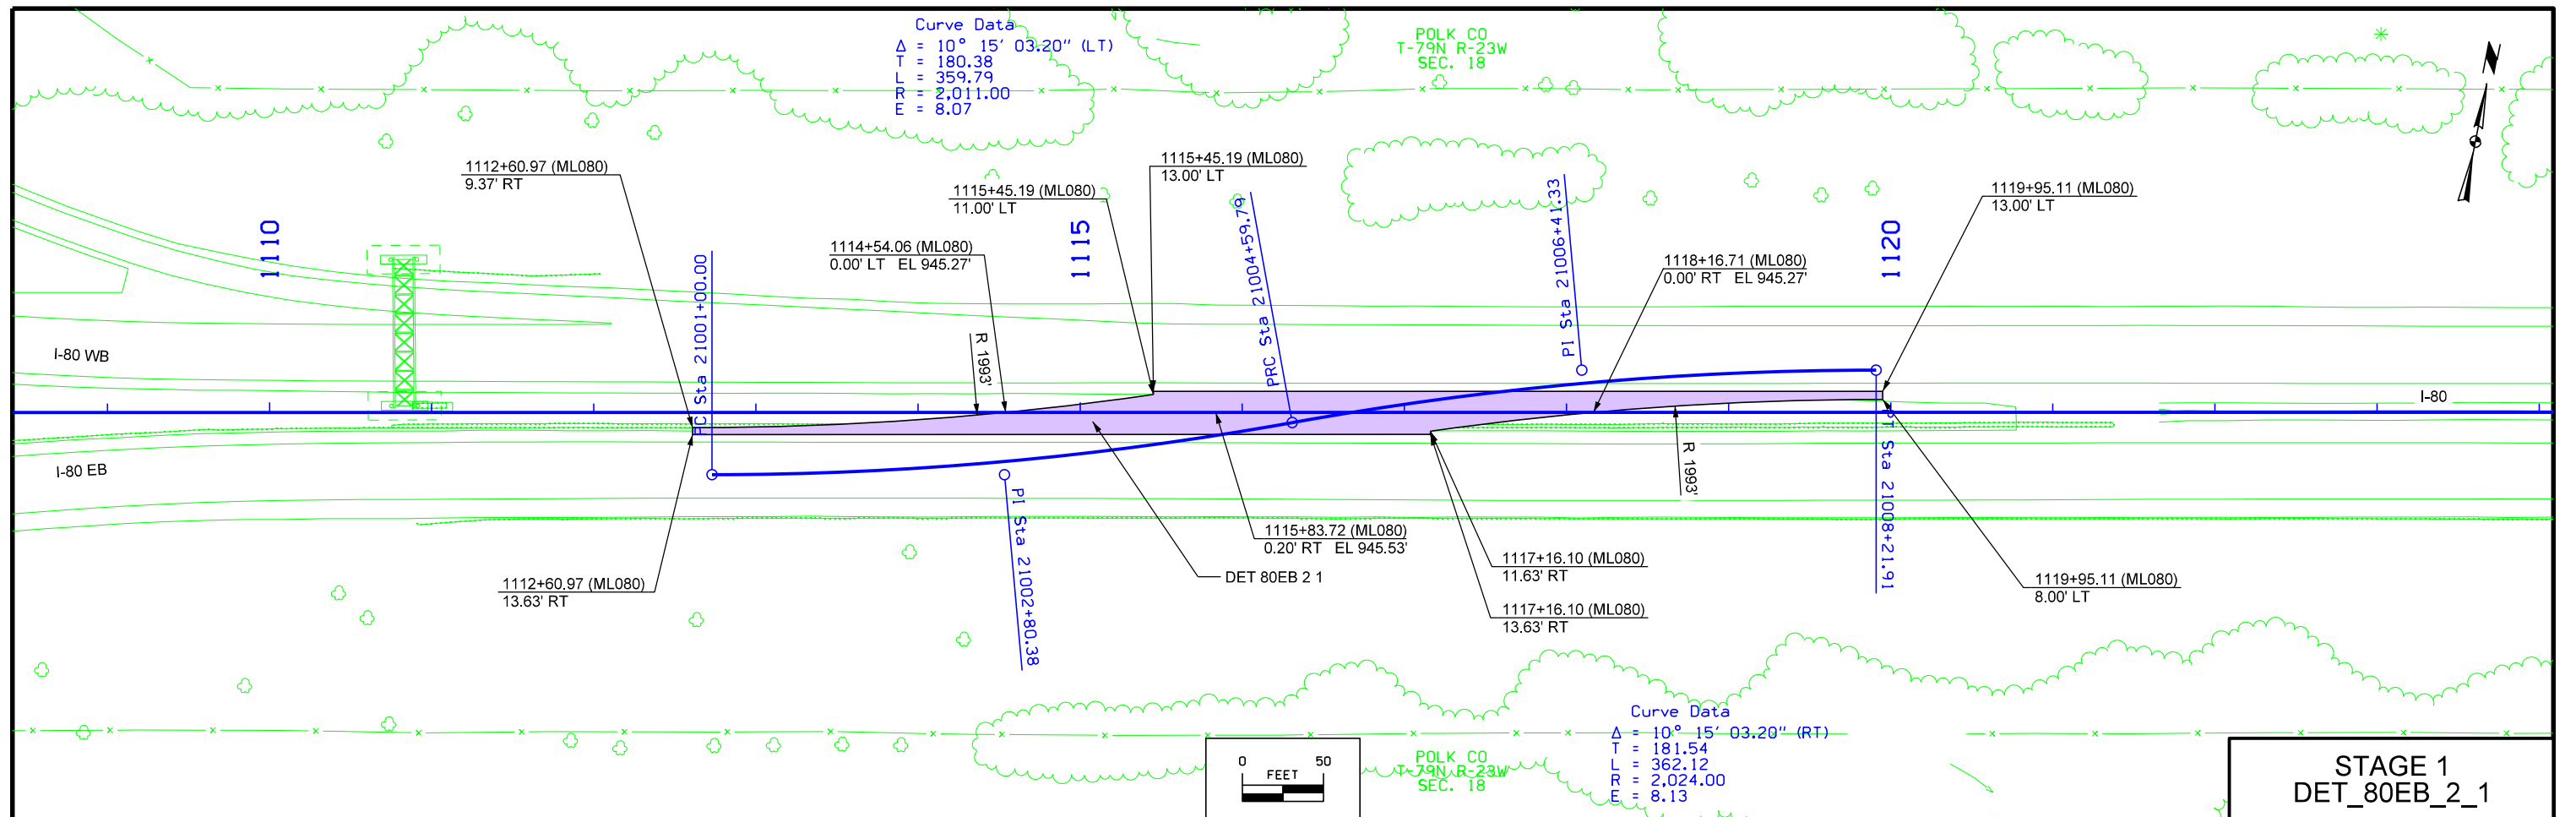 Curve Data
Δ = 10° 15' 03.20" (LT)
T = 180.38
L = 359.79
R = 2,011.00
E = 8.07
POLK CO
T-79N R-23W
SEC. 18
N
1112+60.97 (ML080)
9.37' RT
1115+45.19 (ML080)
11.00' LT
1115+45.19 (ML080)
13.00' LT
1119+95.11 (ML080)
13.00' LT
1114+54.06 (ML080)
0.00' LT EL 945.27'
1118+16.71 (ML080)
0.00' RT EL 945.27'
1110
1115
1120
PC Sta 21001+00.00
PRC Sta 21004+59.79
PI Sta 21006+41.33
R 1993'
I-80 WB
I-80
I-80 EB
R 1993'
PI Sta 21002+80.38
PT Sta 21008+21.91
1115+83.72 (ML080)
0.20' RT EL 945.53'
DET 80EB 2 1
1112+60.97 (ML080)
13.63' RT
1117+16.10 (ML080)
11.63' RT
1117+16.10 (ML080)
13.63' RT
1119+95.11 (ML080)
8.00' LT
Curve Data
Δ = 10° 15' 03.20" (RT)
T = 181.54
L = 362.12
R = 2,024.00
E = 8.13
POLK CO
T-79N R-23W
SEC. 18
0 50
FEET
STAGE 1
DET_80EB_2_1